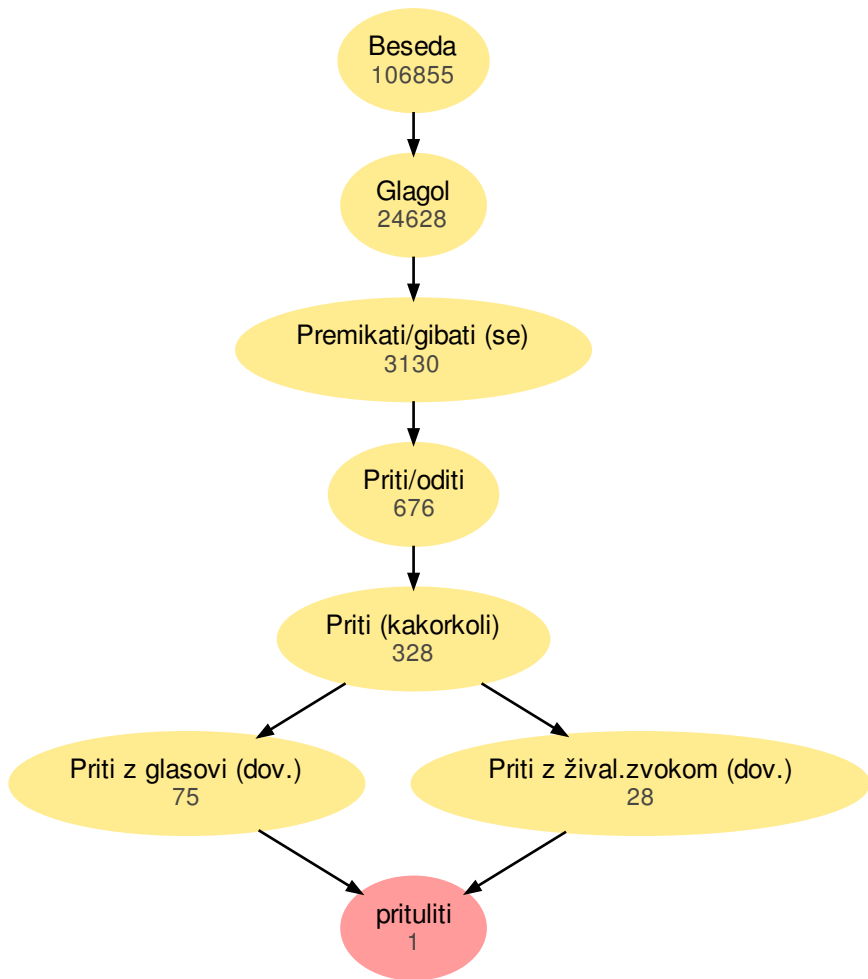 Beseda
106855
Glagol
24628
Premikati/gibati (se)
3130
Priti/oditi
676
Priti (kakorkoli)
328
Priti z glasovi (dov.)
75
Priti z žival.zvokom (dov.)
28
prituliti
1